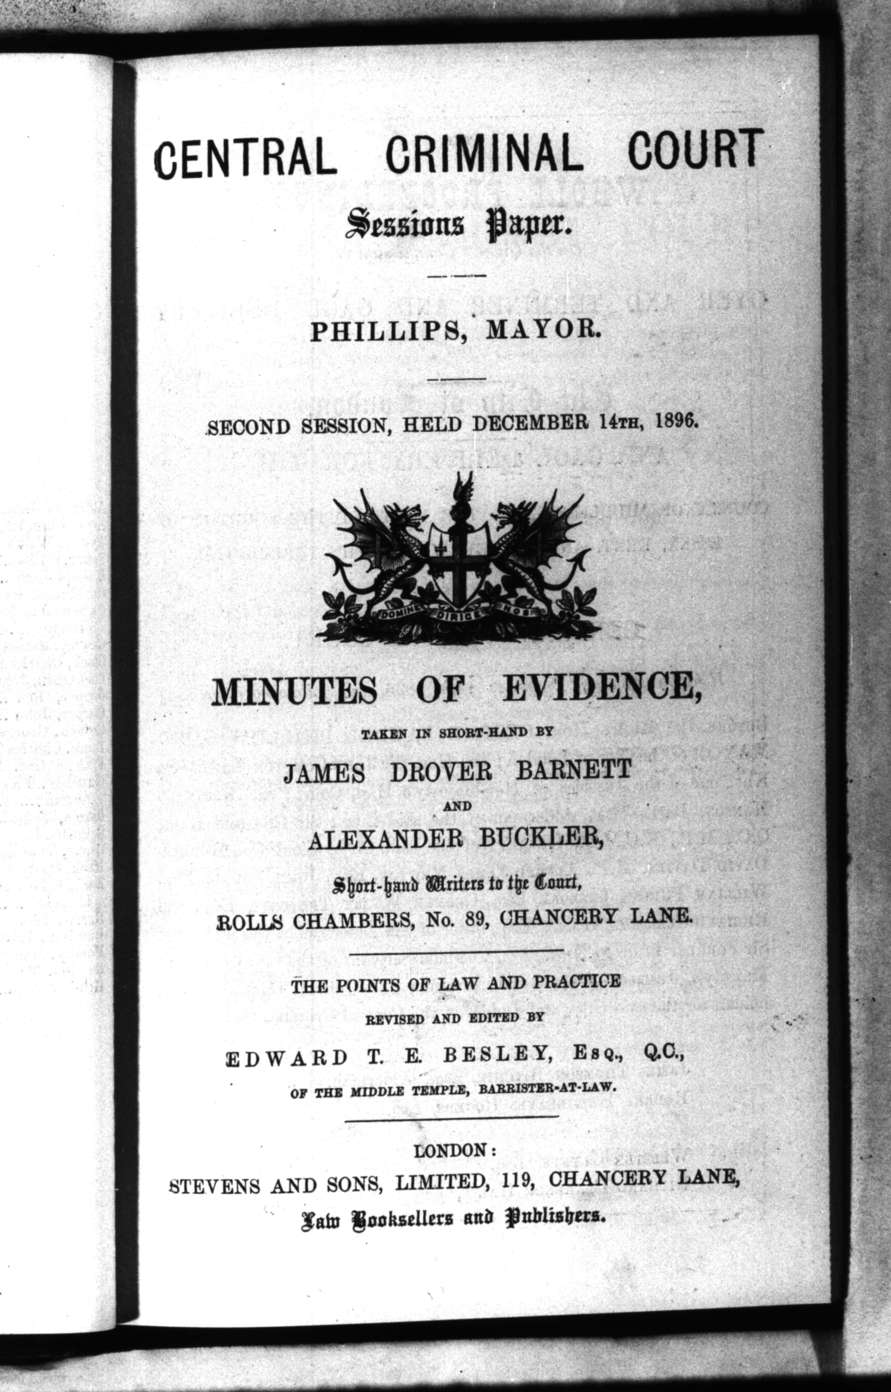 CENTRAL CRIMINAL COURT
Sessions Paper.
PHILLIPS, MAYOR.
SECOND SESSION, HELD DECEMBER 14TH, 1896.
DOMINE DIRIGE NOS
MINUTES OF EVIDENCE,
TAKEN IN SHORT-HAND BY
JAMES DROVER BARNETT
AND
ALEXANDER BUCKLER,
Short-hand Writers to the Court,
ROLLS CHAMBERS, No. 89, CHANCERY LANE.
THE POINTS OF LAW AND PRACTICE
REVISED AND EDITED BY
EDWARD T. E. BESLEY, ESQ., Q.C.,
OF THE MIDDLE TEMPLE, BARRISTER-AT-LAW.
LONDON:
STEVENS AND SONS, LIMITED, 119, CHANCERY LANE,
Law Booksellers and Publishers.